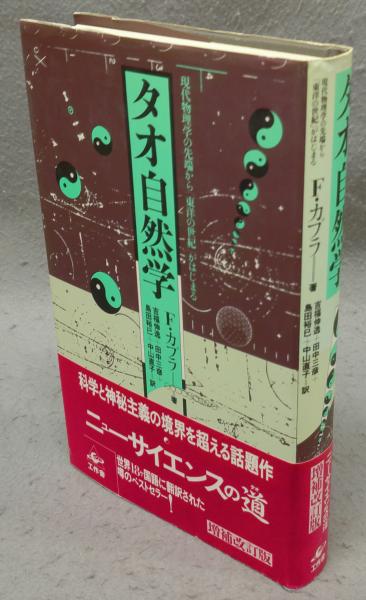 現代物理学の先端から「東洋の世紀」がはじまる
タオ自然学
F・カプラー著
吉福伸逸+田中三彦+
島田裕巳+中山直子=訳
科学と神秘主義の境界を超える話題作
ニューサイエンスの道
世界18ヶ国語に翻訳された
陰のベストセラー!
増補改訂版
工作舎
現代物理学の先端から
「東洋の世紀」がはじまる
タオ自然学
F・カプラー著
吉福伸逸+田中三彦+
島田裕巳+中山直子=訳
増補改訂版
工作舎